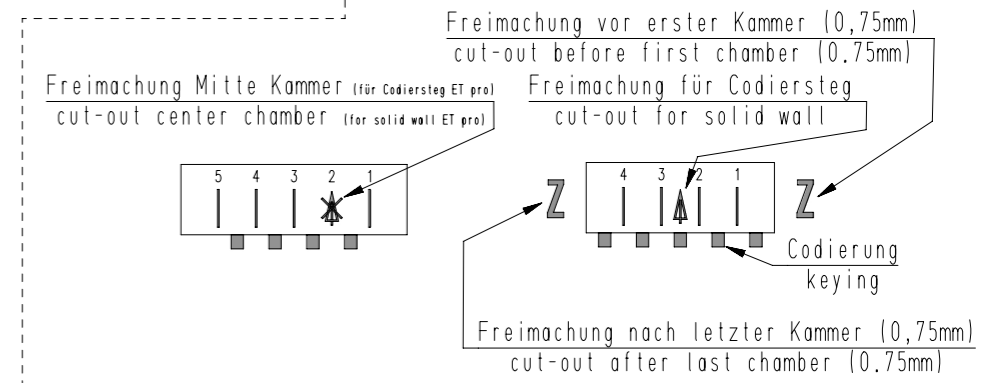 Freimachung vor erster Kammer (0,75mm)
cut-out before first chamber (0.75mm)
Freimachung Mitte Kammer (für Codiersteg ET pro)
cut-out center chamber (for solid wall ET pro)
Freimachung für Codiersteg
cut-out for solid wall
5 4 3 2 1
Z 4 3 2 1 Z
Codierung
keying
Freimachung nach letzter Kammer (0,75mm)
cut-out after last chamber (0.75mm)